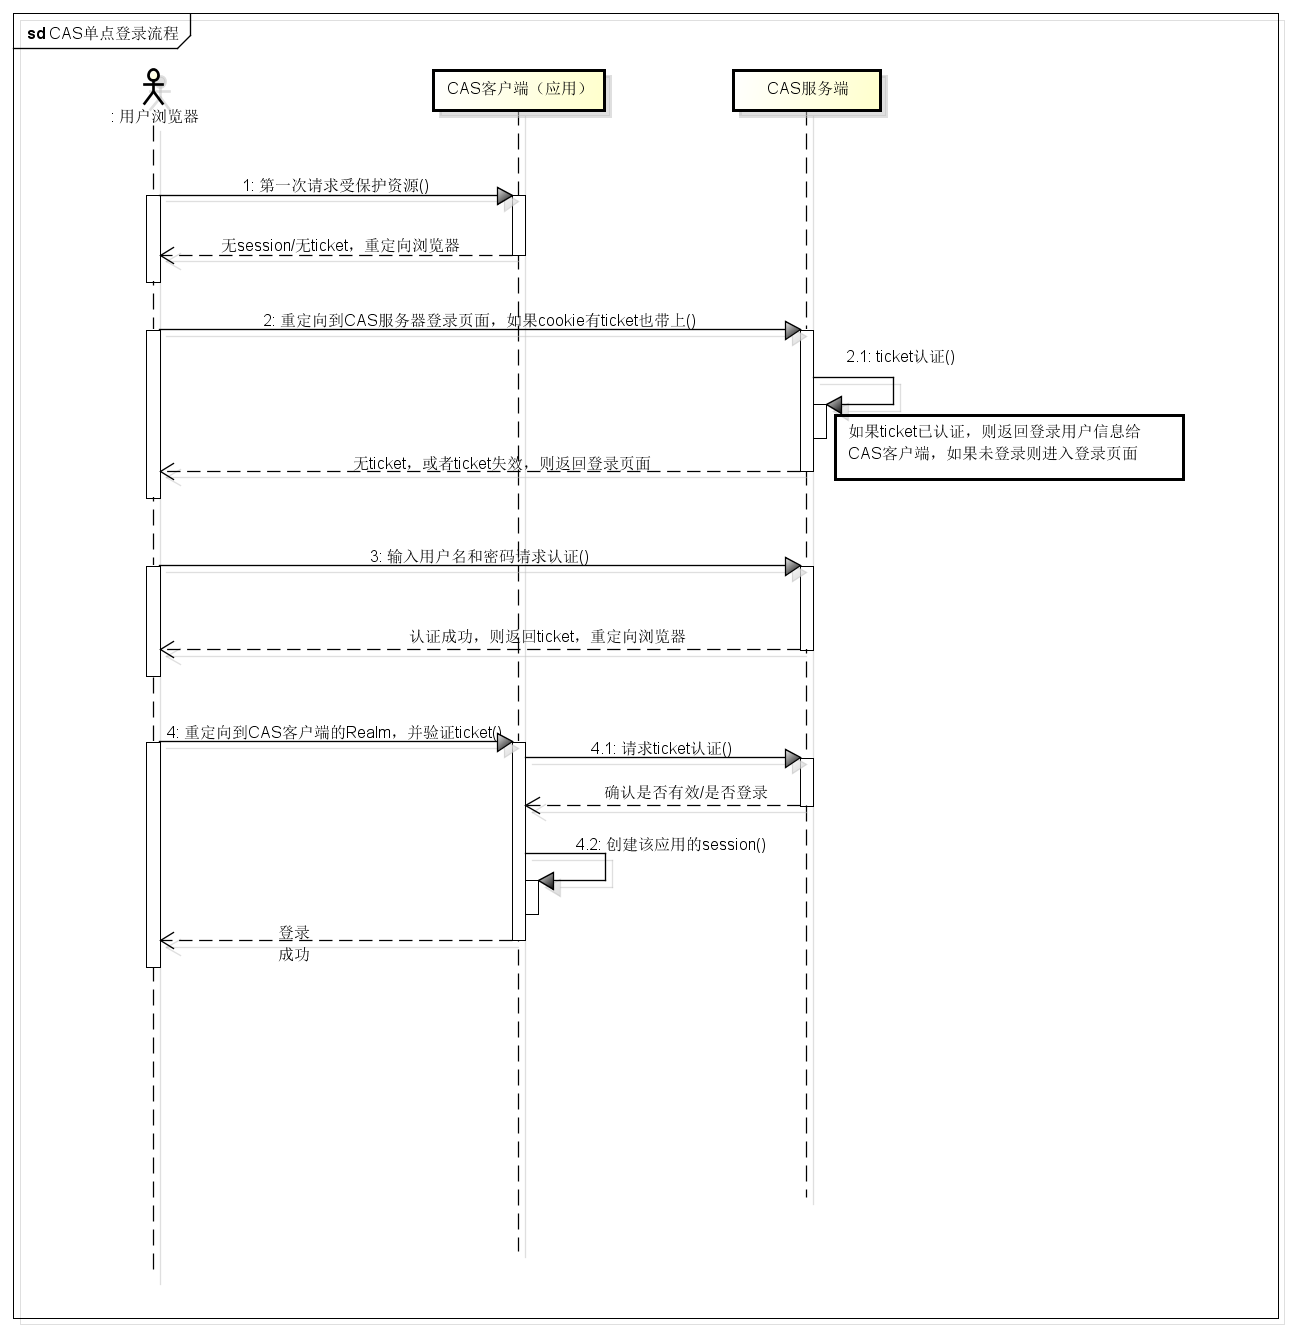 sd CAS单点登录流程
: 用户浏览器
CAS客户端（应用）
CAS服务端
1: 第一次请求受保护资源()
无session/无ticket，重定向浏览器
2: 重定向到CAS服务器登录页面，如果cookie有ticket也带上()
2.1: ticket认证()
如果ticket已认证，则返回登录用户信息给
CAS客户端，如果未登录则进入登录页面
无ticket，或者ticket失效，则返回登录页面
3: 输入用户名和密码请求认证()
认证成功，则返回ticket，重定向浏览器
4: 重定向到CAS客户端的Realm，并验证ticket()
4.1: 请求ticket认证()
确认是否有效/是否登录
4.2: 创建该应用的session()
登录
成功